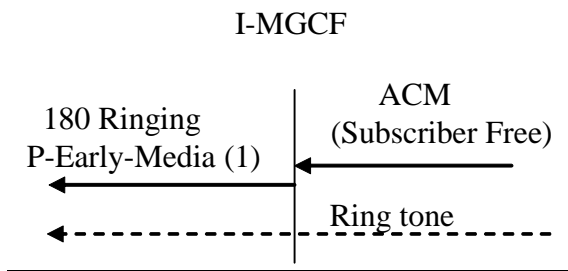 I-MGCF
180 Ringing
P-Early-Media (1)
ACM
(Subscriber Free)
Ring tone